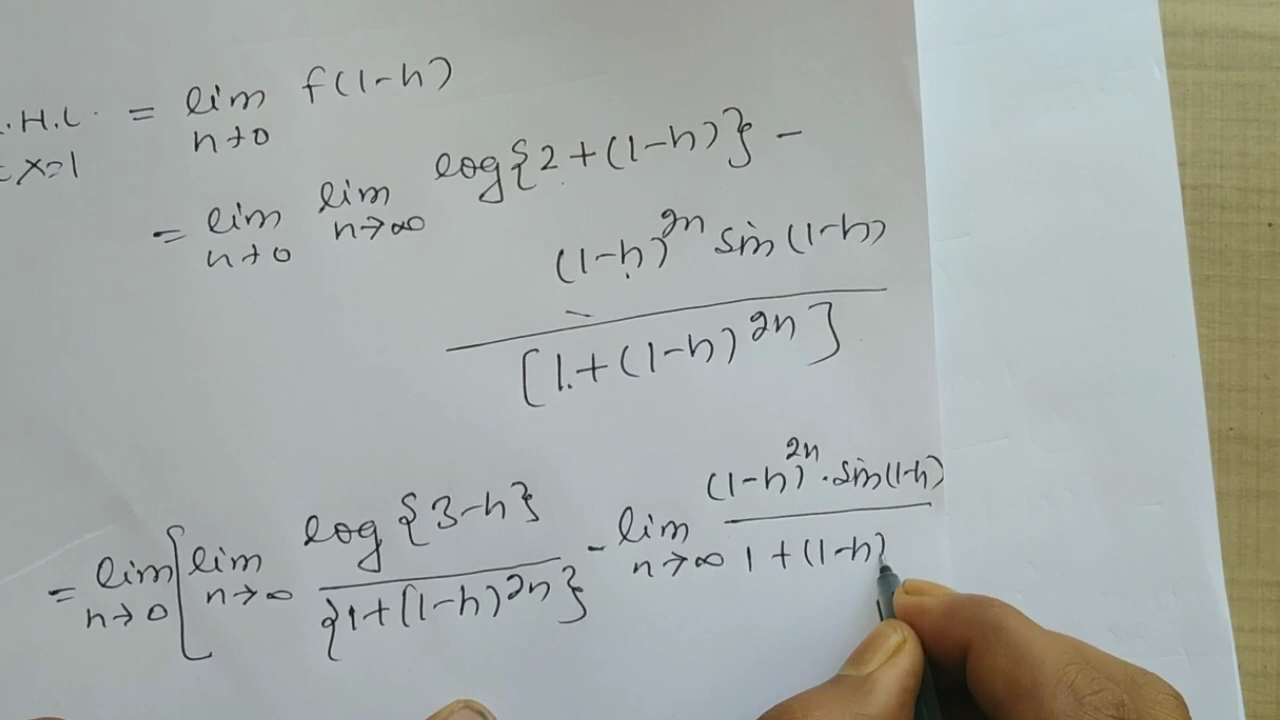 .H.L. = lim f(1-h)
h→0
x=1
= lim lim log{2+(1-h)} -
h→0 n→∞
(1-h)^2n sin(1-h)
[1+(1-h)^2n]
= lim [ lim log{3-h} - lim (1-h)^2n . sin(1-h)
h→0 n→∞ {1+(1-h)^2n} n→∞ 1+(1-h)